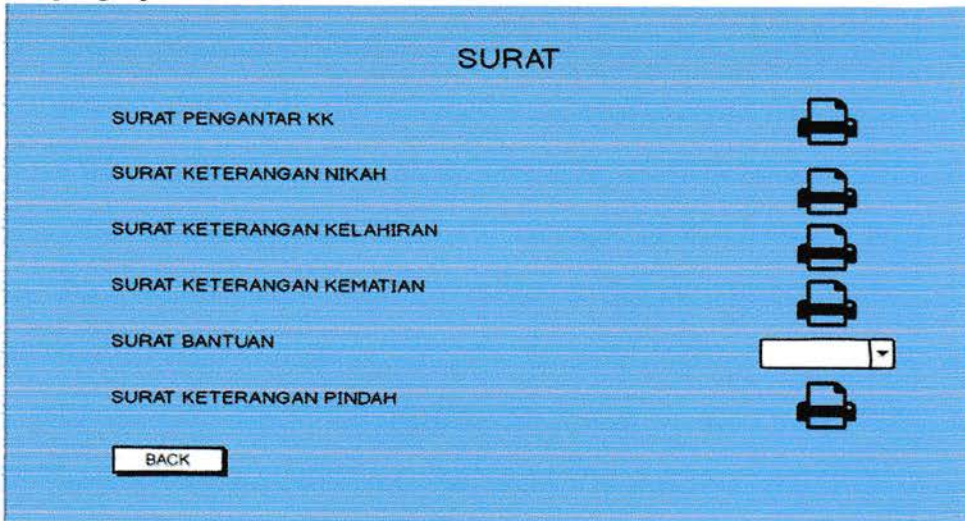 SURAT
SURAT PENGANTAR KK
SURAT KETERANGAN NIKAH
SURAT KETERANGAN KELAHIRAN
SURAT KETERANGAN KEMATIAN
SURAT BANTUAN
SURAT KETERANGAN PINDAH
BACK